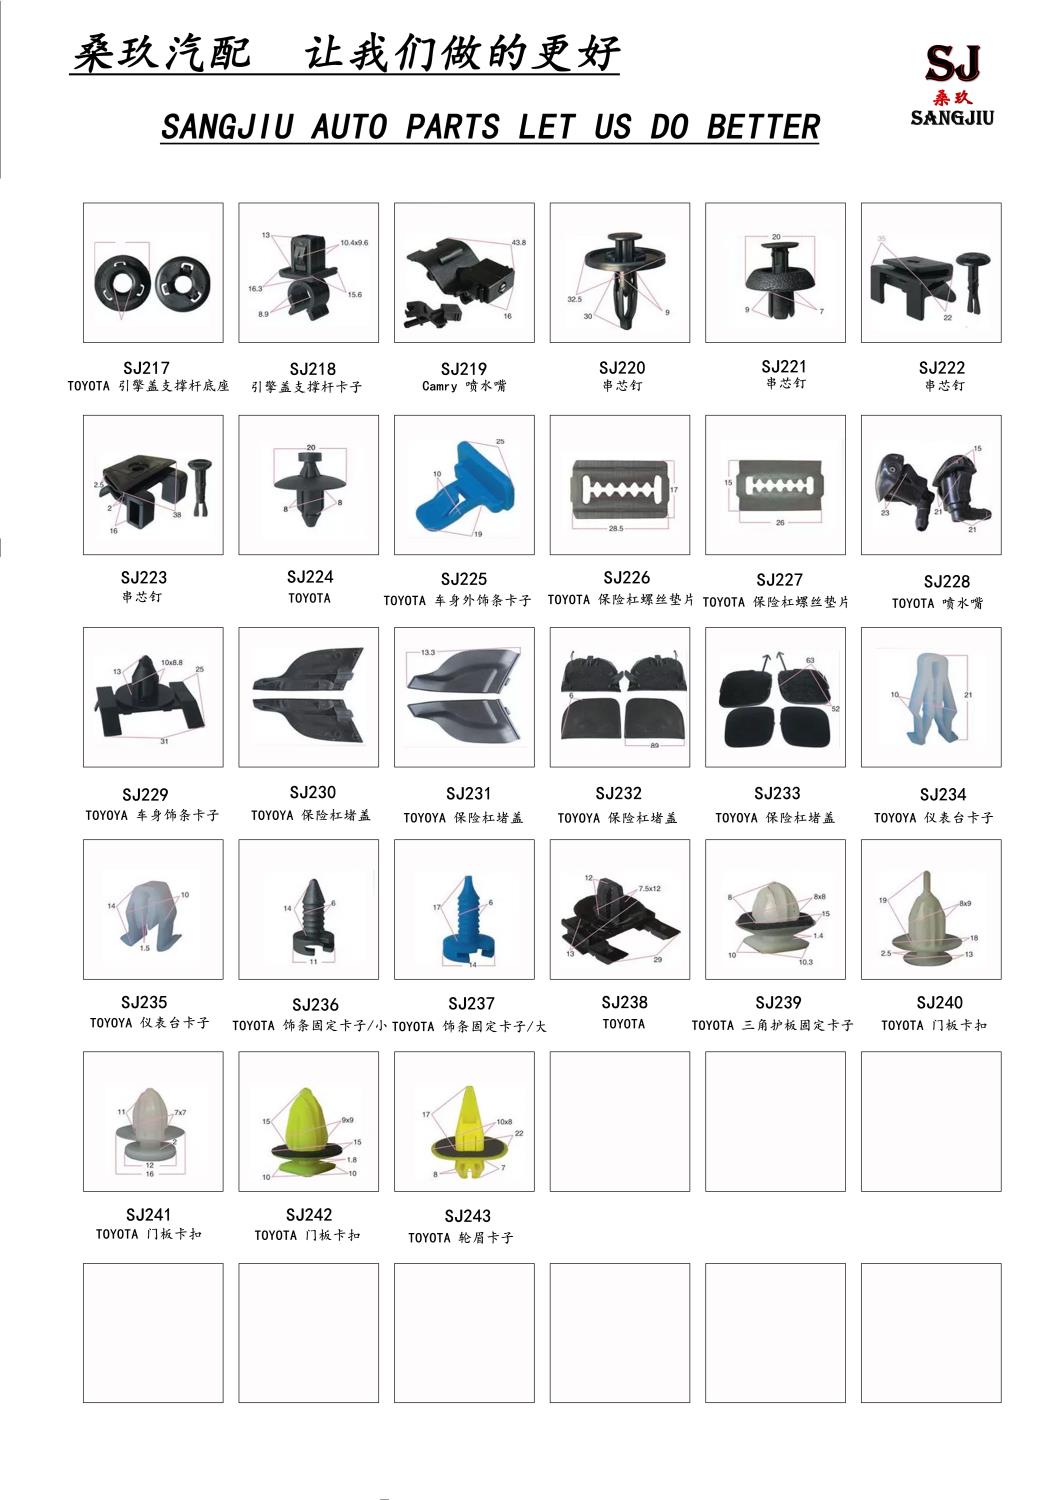 桑玖汽配 让我们做的更好
SANGJIU AUTO PARTS LET US DO BETTER
SJ
桑玖
SANGJIU
13
10.4x9.6
16.3
15.6
8.9
43.8
16
32.5
30
9
20
9
7
35
22
SJ217
TOYOTA 引擎盖支撑杆底座
SJ218
引擎盖支撑杆卡子
SJ219
Camry 喷水嘴
SJ220
串芯钉
SJ221
串芯钉
SJ222
串芯钉
2.5
2
16
38
20
8
8
25
10
19
17
28.5
15
26
15
23
21
21
SJ223
串芯钉
SJ224
TOYOTA
SJ225
TOYOTA 车身外饰条卡子
SJ226
TOYOTA 保险杠螺丝垫片
SJ227
TOYOTA 保险杠螺丝垫片
SJ228
TOYOTA 喷水嘴
13
10x8.8
25
31
13.3
6
89
63
52
10
21
SJ229
TOYOYA 车身饰条卡子
SJ230
TOYOYA 保险杠堵盖
SJ231
TOYOYA 保险杠堵盖
SJ232
TOYOYA 保险杠堵盖
SJ233
TOYOYA 保险杠堵盖
SJ234
TOYOYA 仪表台卡子
14
10
1.5
14
6
11
17
6
14
12
7.5x12
13
29
8
8x8
15
1.4
10
10.3
19
8x9
18
2.5
13
SJ235
TOYOYA 仪表台卡子
SJ236
TOYOTA 饰条固定卡子/小
SJ237
TOYOTA 饰条固定卡子/大
SJ238
TOYOTA
SJ239
TOYOTA 三角护板固定卡子
SJ240
TOYOTA 门板卡扣
11
7x7
2
12
16
15
9x9
15
1.8
10
10
17
10x8
22
8
7
SJ241
TOYOTA 门板卡扣
SJ242
TOYOTA 门板卡扣
SJ243
TOYOTA 轮眉卡子